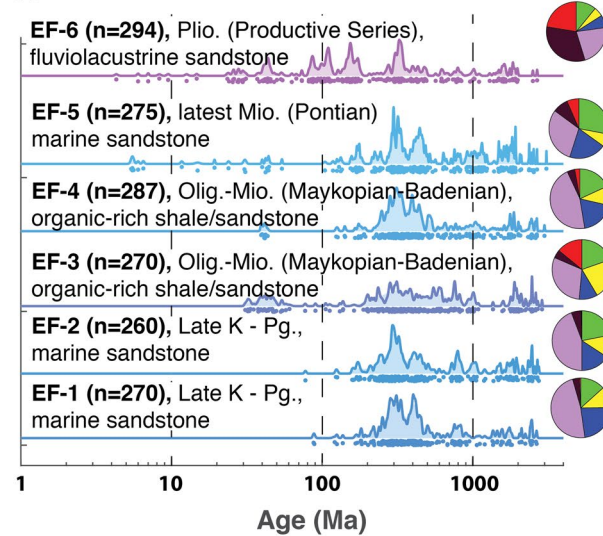 EF-6 (n=294), Plio. (Productive Series),
fluviolacustrine sandstone
EF-5 (n=275), latest Mio. (Pontian)
marine sandstone
EF-4 (n=287), Olig.-Mio. (Maykopian-Badenian),
organic-rich shale/sandstone
EF-3 (n=270), Olig.-Mio. (Maykopian-Badenian),
organic-rich shale/sandstone
EF-2 (n=260), Late K - Pg.,
marine sandstone
EF-1 (n=270), Late K - Pg.,
marine sandstone
1 10 100 1000
Age (Ma)